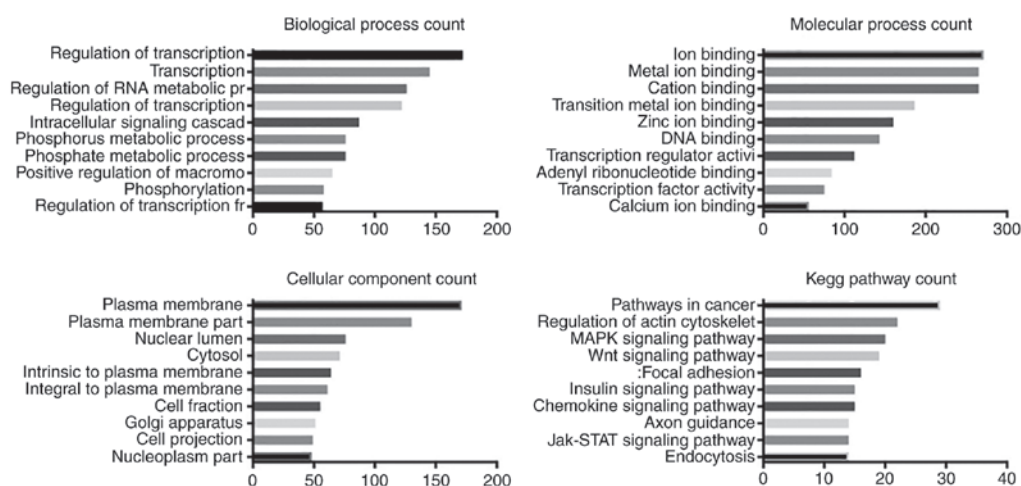 Biological process count
Regulation of transcription
Transcription
Regulation of RNA metabolic pr
Regulation of transcription
Intracellular signaling cascad
Phosphorus metabolic process
Phosphate metabolic process
Positive regulation of macromo
Phosphorylation
Regulation of transcription fr
0 50 100 150 200
Molecular process count
Ion binding
Metal ion binding
Cation binding
Transition metal ion binding
Zinc ion binding
DNA binding
Transcription regulator activi
Adenyl ribonucleotide binding
Transcription factor activity
Calcium ion binding
0 100 200 300
Cellular component count
Plasma membrane
Plasma membrane part
Nuclear lumen
Cytosol
Intrinsic to plasma membrane
Integral to plasma membrane
Cell fraction
Golgi apparatus
Cell projection
Nucleoplasm part
0 50 100 150 200
Kegg pathway count
Pathways in cancer
Regulation of actin cytoskelet
MAPK signaling pathway
Wnt signaling pathway
:Focal adhesion
Insulin signaling pathway
Chemokine signaling pathway
Axon guidance
Jak-STAT signaling pathway
Endocytosis
0 10 20 30 40